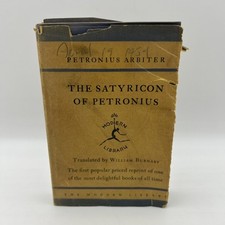 PETRONIUS ARBITER
THE SATYRICON
OF PETRONIUS
MODERN
LIBRARY
Translated by WILLIAM BURNABY
The first popular priced reprint of one
of the most delightful books of all time
THE MODERN LIBRARY